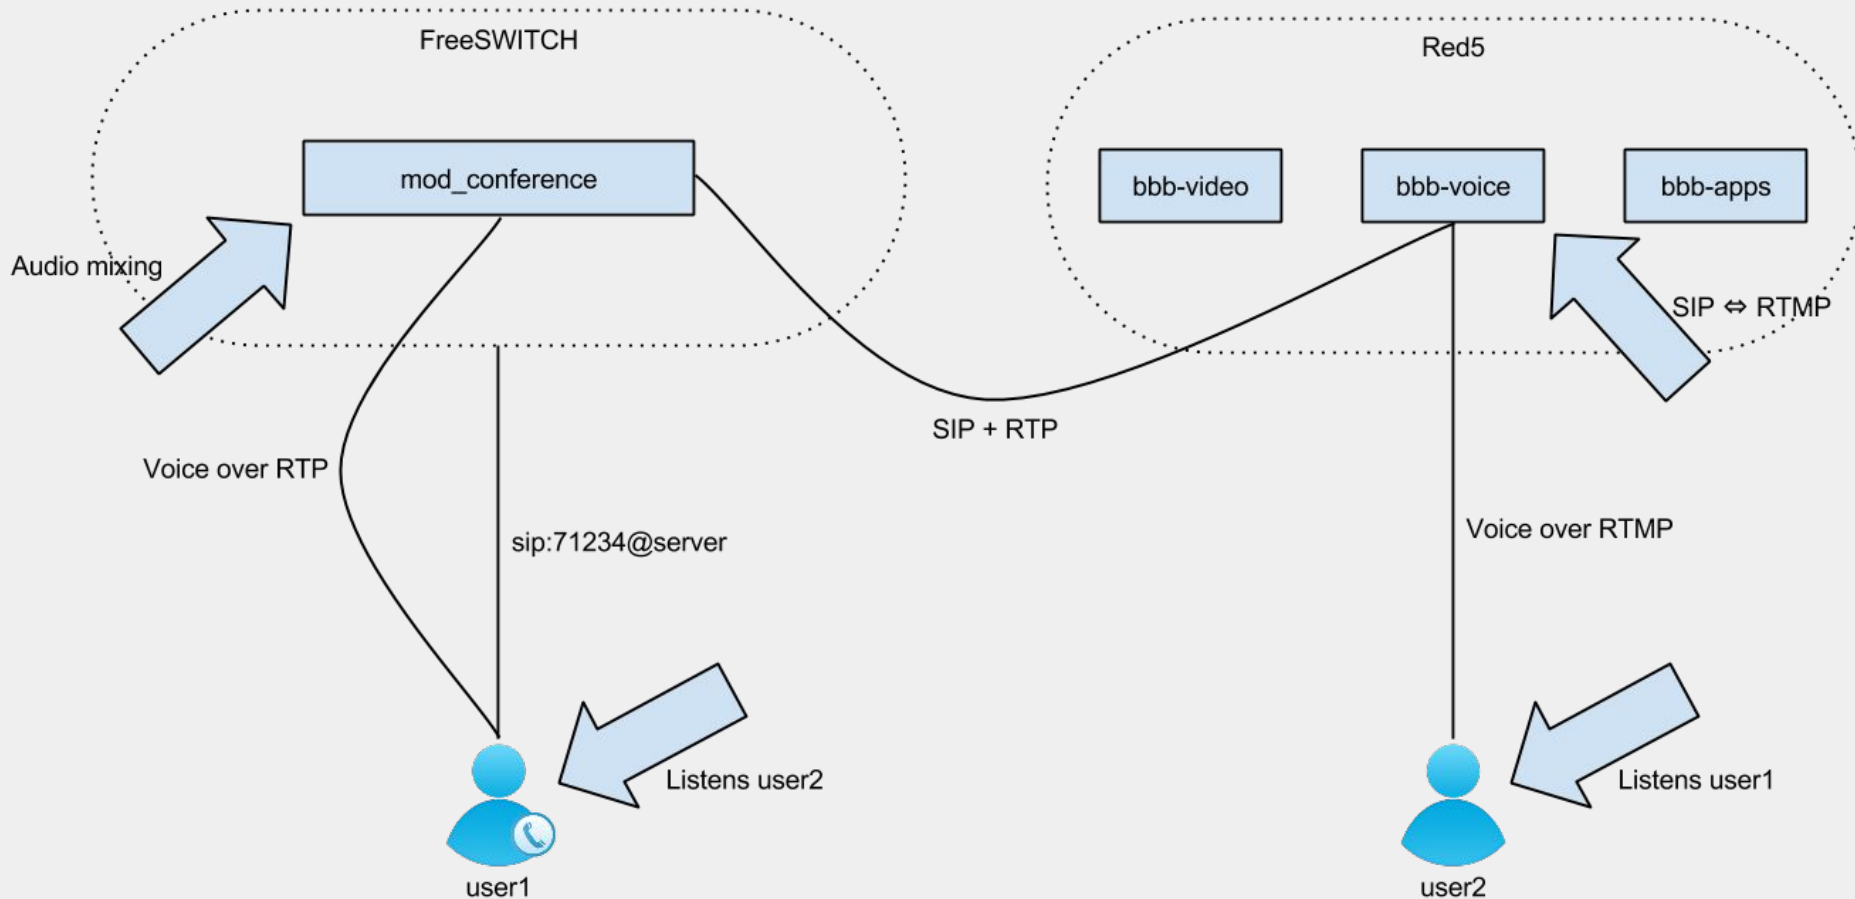 FreeSWITCH
Red5
mod_conference
bbb-video
bbb-voice
bbb-apps
Audio mixing
SIP ⇔ RTMP
SIP + RTP
Voice over RTP
sip:71234@server
Voice over RTMP
Listens user2
Listens user1
user1
user2